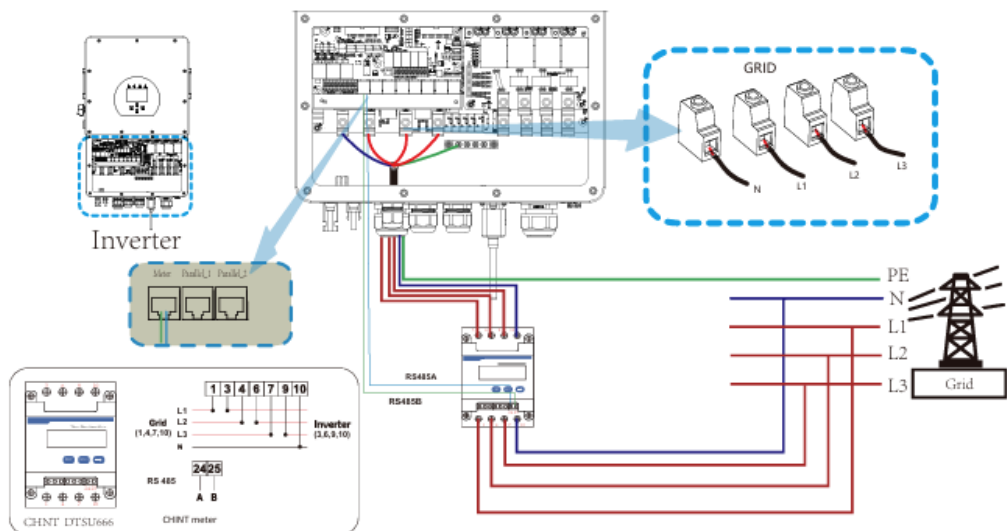 GRID
N
L1
L2
L3
Inverter
Meter Parallel_1 Parallel_2
PE
N
L1
L2
L3
Grid
RS485A
RS485B
1 3 4 6 7 9 10
L1
L2
L3
N
Grid
(1,4,7,10)
Inverter
(3,6,9,10)
RS 485
24 25
A B
CHNT DTSU666
CHINT meter